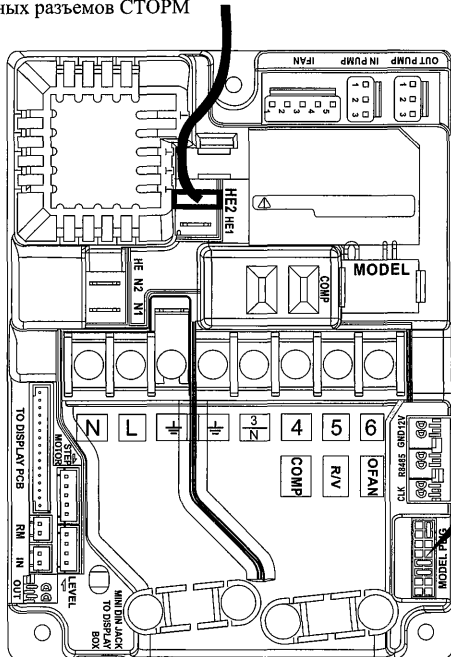 ных разъемов СТОРМ
IFAN
IN PUMP
OUT PUMP
1 2 3 4 5
1 2 3
1 2 3
HE2
HE1
HE N2 N1
COMP
MODEL
N L 3/N 4 5 6
COMP
R/V
OFAN
TO DISPLAY PCB
STEP MOTOR
RM
IN
OUT
LEVEL
MINI DIN JACK
TO DISPLAY
BOX
CLK RS485 GND12V
MODEL PLUG